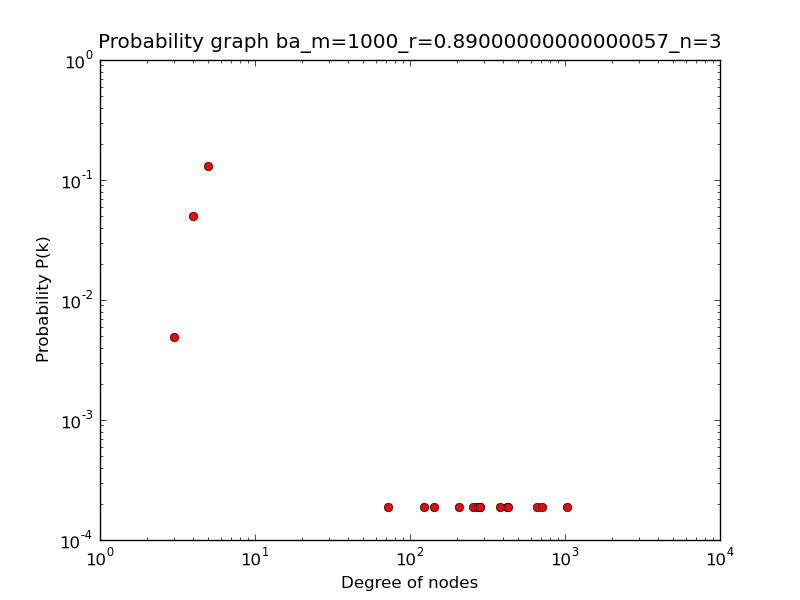 Probability graph ba_m=1000_r=0.89000000000000057_n=3
10^0
10^-1
10^-2
10^-3
10^-4
Probability P(k)
10^0 10^1 10^2 10^3 10^4
Degree of nodes